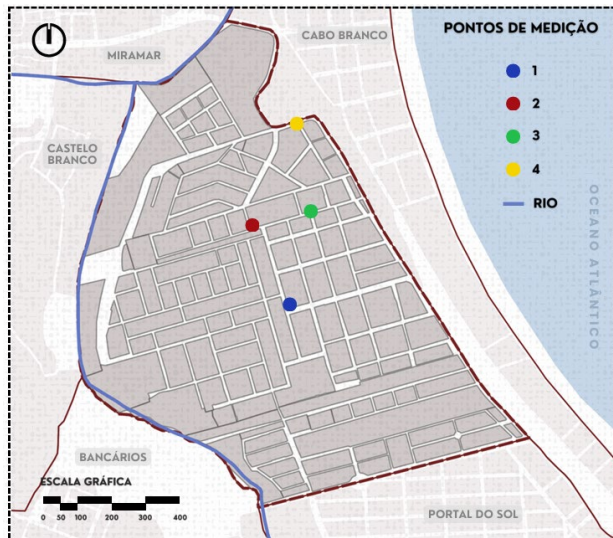 MIRAMAR
CABO BRANCO
CASTELO
BRANCO
PONTOS DE MEDIÇÃO
1
2
3
4
RIO
OCEANO ATLÂNTICO
BANCÁRIOS
ESCALA GRÁFICA
0 50 100 200 300 400
PORTAL DO SOL